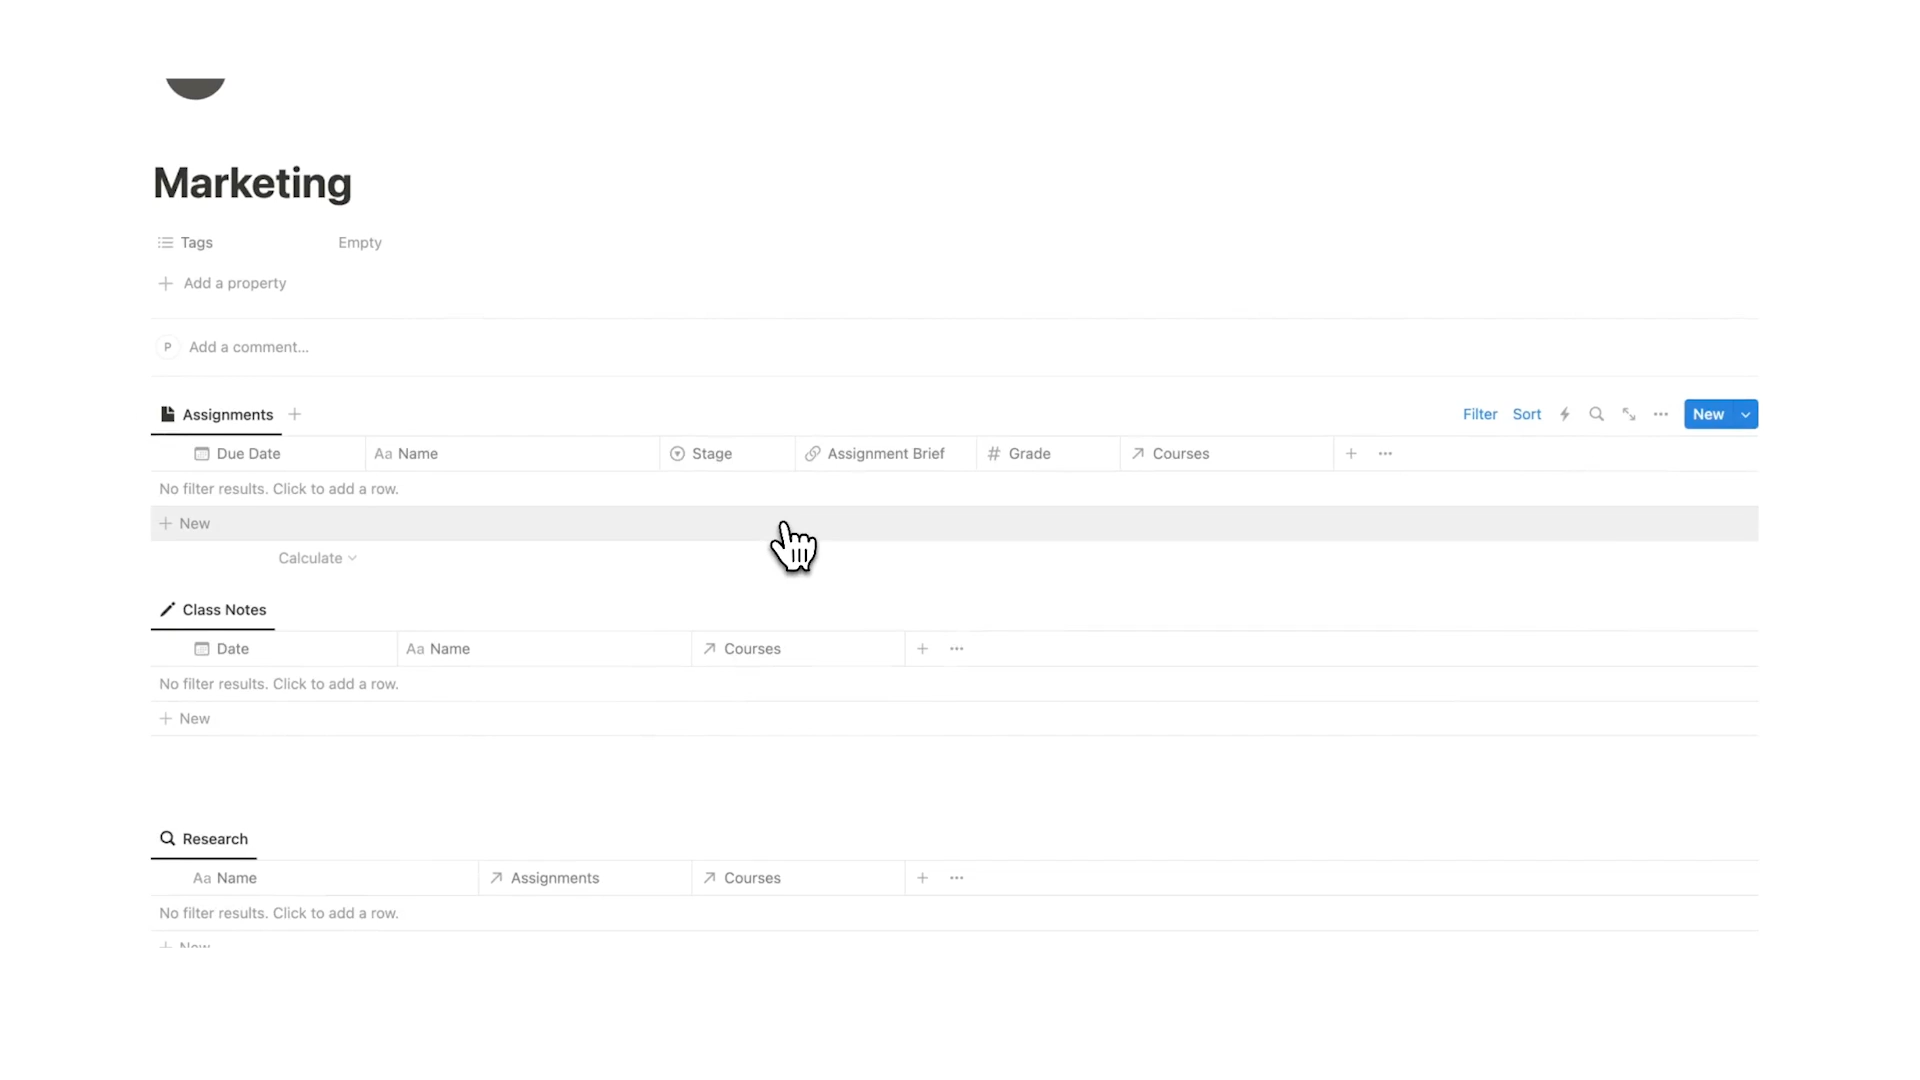 Marketing
Tags Empty
Add a property
P Add a comment...
Assignments Filter Sort New
Due Date Aa Name Stage Assignment Brief # Grade Courses
No filter results. Click to add a row.
New
Calculate
Class Notes
Date Aa Name Courses
No filter results. Click to add a row.
New
Research
Aa Name Assignments Courses
No filter results. Click to add a row.
New